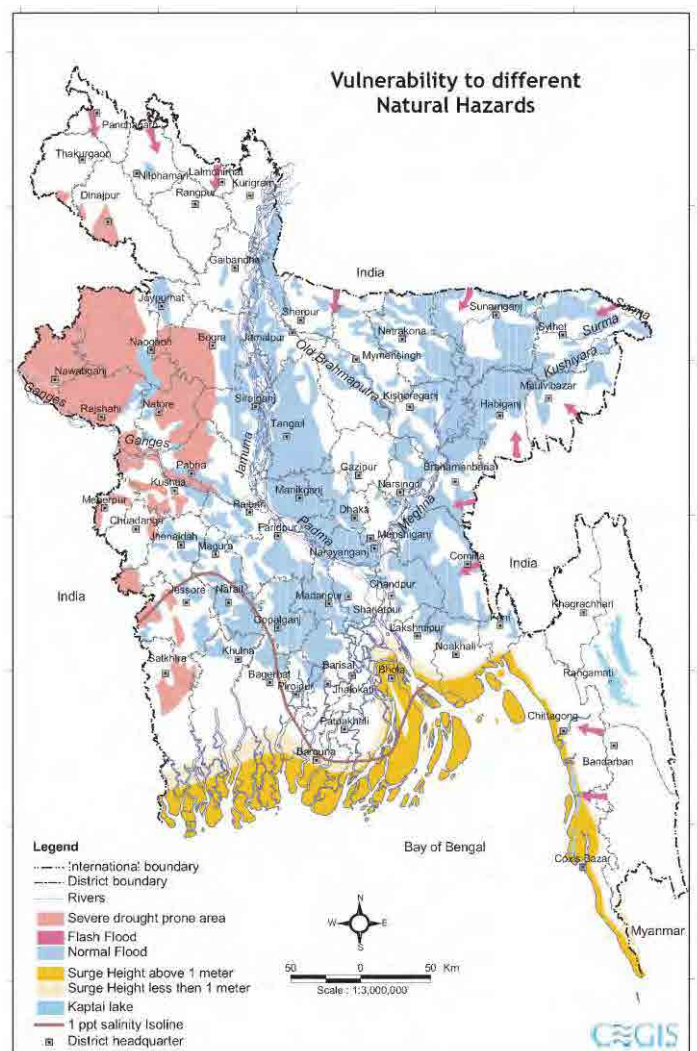 Vulnerability to different
Natural Hazards
Panchagarh
Thakurgaon
Nilphamari
Lalmonirhat
Kurigram
Dinajpur
Rangpur
Gaibandha
India
Joypurhat
Sherpur
Sunamganj
Surma
Naogaon
Bogra
Jamalpur
Netrakona
Sylhet
Surma
Old Brahmaputra
Mymensingh
Kushiyara
Nawabganj
Ganges
Rajshahi
Natore
Sirajganj
Kishoreganj
Habiganj
Maulvibazar
Tangail
Ganges
Jamuna
Pabna
Gazipur
Brahamanbaria
Kushtia
Manikganj
Narsingdi
Meherpur
Rajbari
Dhaka
Meghna
Chuadanga
Faridpur
Padma
Munshiganj
Jhenaidah
Magura
Narayanganj
Comilla
India
India
Jessore
Narail
Madaripur
Chandpur
Shariatpur
Khagrachhari
Gopalganj
Lakshmipur
Feni
Noakhali
Satkhira
Khulna
Barisal
Bhola
Rangamati
Bagerhat
Pirojpur
Jhalokati
Patuakhali
Chittagong
Barguna
Bandarban
Bay of Bengal
Cox's Bazar
Myanmar
Legend
International boundary
District boundary
Rivers
Severe drought prone area
Flash Flood
Normal Flood
Surge Height above 1 meter
Surge Height less then 1 meter
Kaptai lake
1 ppt salinity Isoline
District headquarter
N
W E
S
50 0 50 Km
Scale : 1:3,000,000
CEGIS